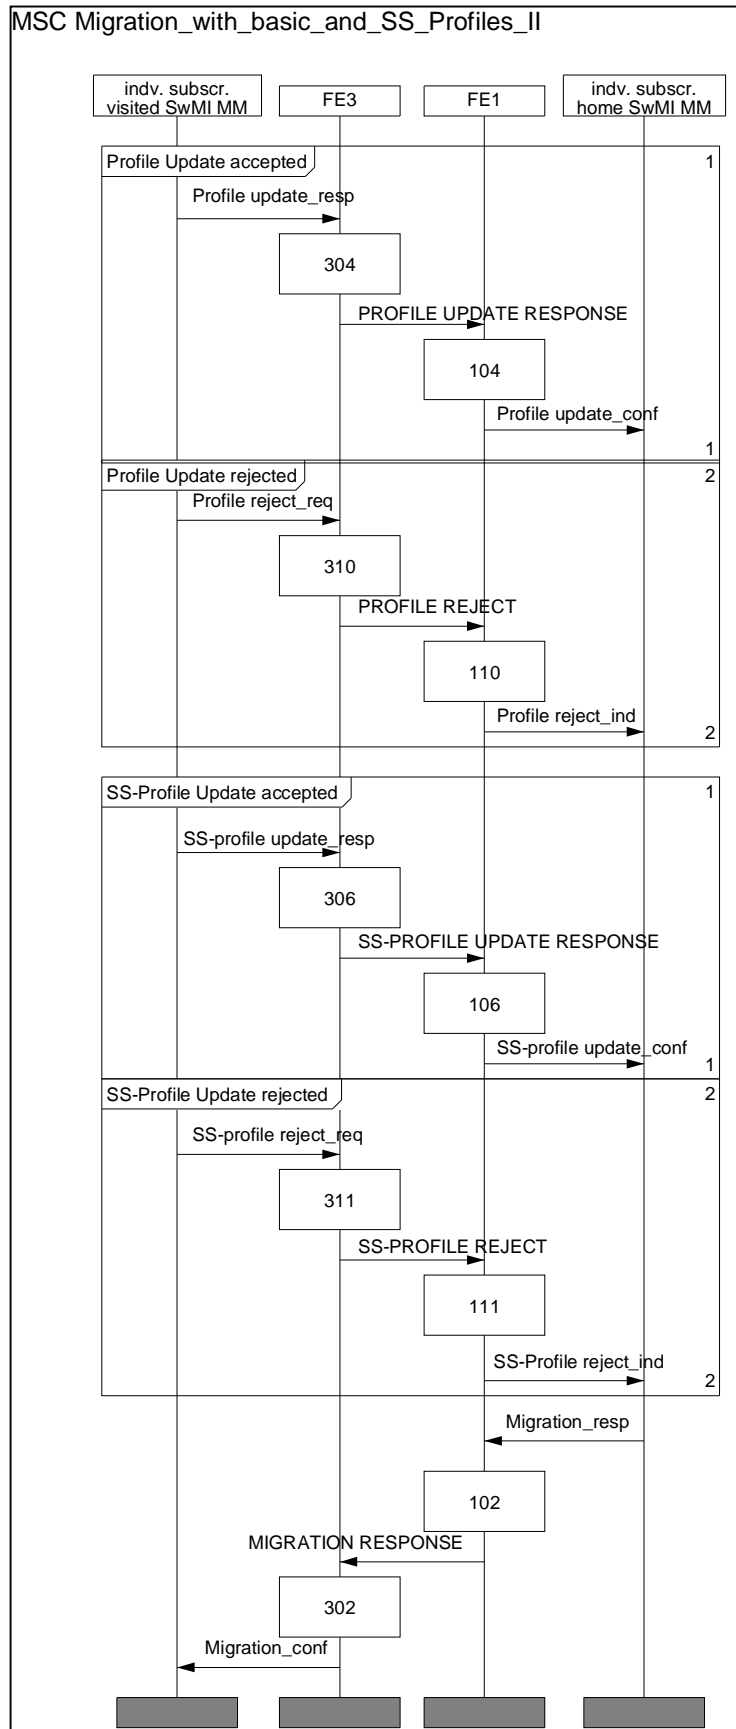 MSC Migration_with_basic_and_SS_Profiles_II
indv. subscr.
visited SwMI MM
FE3
FE1
indv. subscr.
home SwMI MM
Profile Update accepted
1
Profile update_resp
304
PROFILE UPDATE RESPONSE
104
Profile update_conf
1
Profile Update rejected
2
Profile reject_req
310
PROFILE REJECT
110
Profile reject_ind
2
SS-Profile Update accepted
1
SS-profile update_resp
306
SS-PROFILE UPDATE RESPONSE
106
SS-profile update_conf
1
SS-Profile Update rejected
2
SS-profile reject_req
311
SS-PROFILE REJECT
111
SS-Profile reject_ind
2
Migration_resp
102
MIGRATION RESPONSE
302
Migration_conf